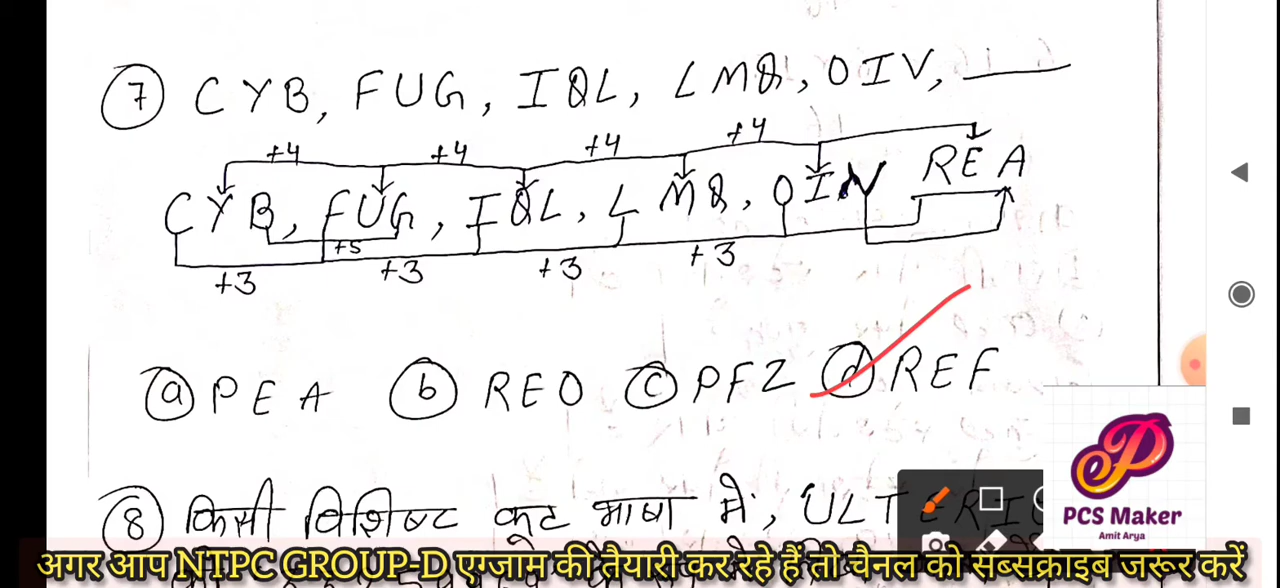 7 CYB, FUG, IQL, LMQ, OIV, ____
+4 +4 +4 +4
CYB, FUG, IQL, LMQ, OIV REA
+5
+3 +3 +3 +3
a PEA b REO c PFZ d REF
8 किसी विशिष्ट कूट भाषा में, ULTERI
PCS Maker
Amit Arya
अगर आप NTPC GROUP-D एग्जाम की तैयारी कर रहे हैं तो चैनल को सब्सक्राइब जरूर करें